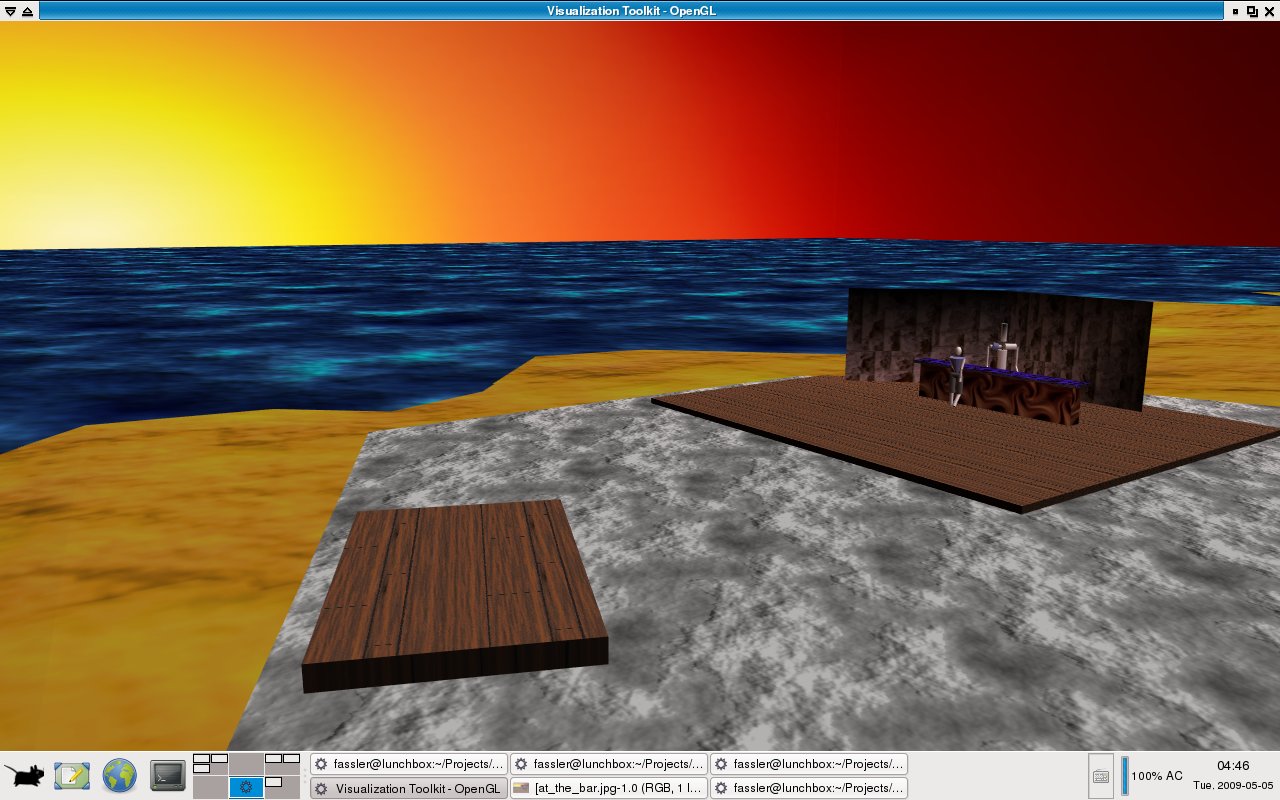 Visualization Toolkit - OpenGL
fassler@lunchbox:~/Projects/...
fassler@lunchbox:~/Projects/...
fassler@lunchbox:~/Projects/...
Visualization Toolkit - OpenGL
[at_the_bar.jpg-1.0 (RGB, 1 l...
fassler@lunchbox:~/Projects/...
100% AC
04:46
Tue. 2009-05-05